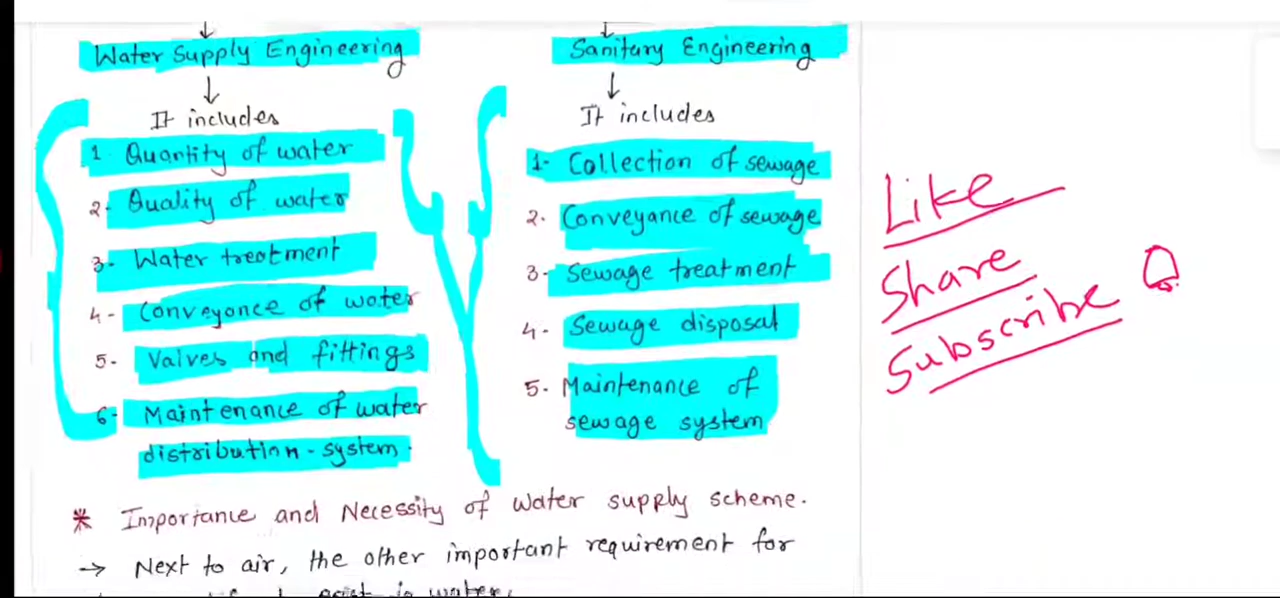 Water Supply Engineering
It includes
1. Quantity of water
2. Quality of water
3. Water treatment
4. Conveyance of water
5. Valves and fittings
6. Maintenance of water
distribution-system.
Sanitary Engineering
It includes
1. Collection of sewage
2. Conveyance of sewage
3. Sewage treatment
4. Sewage disposal
5. Maintenance of
sewage system
* Importance and Necessity of water supply scheme.
→ Next to air, the other important requirement for
water.
Like
Share
Subscribe